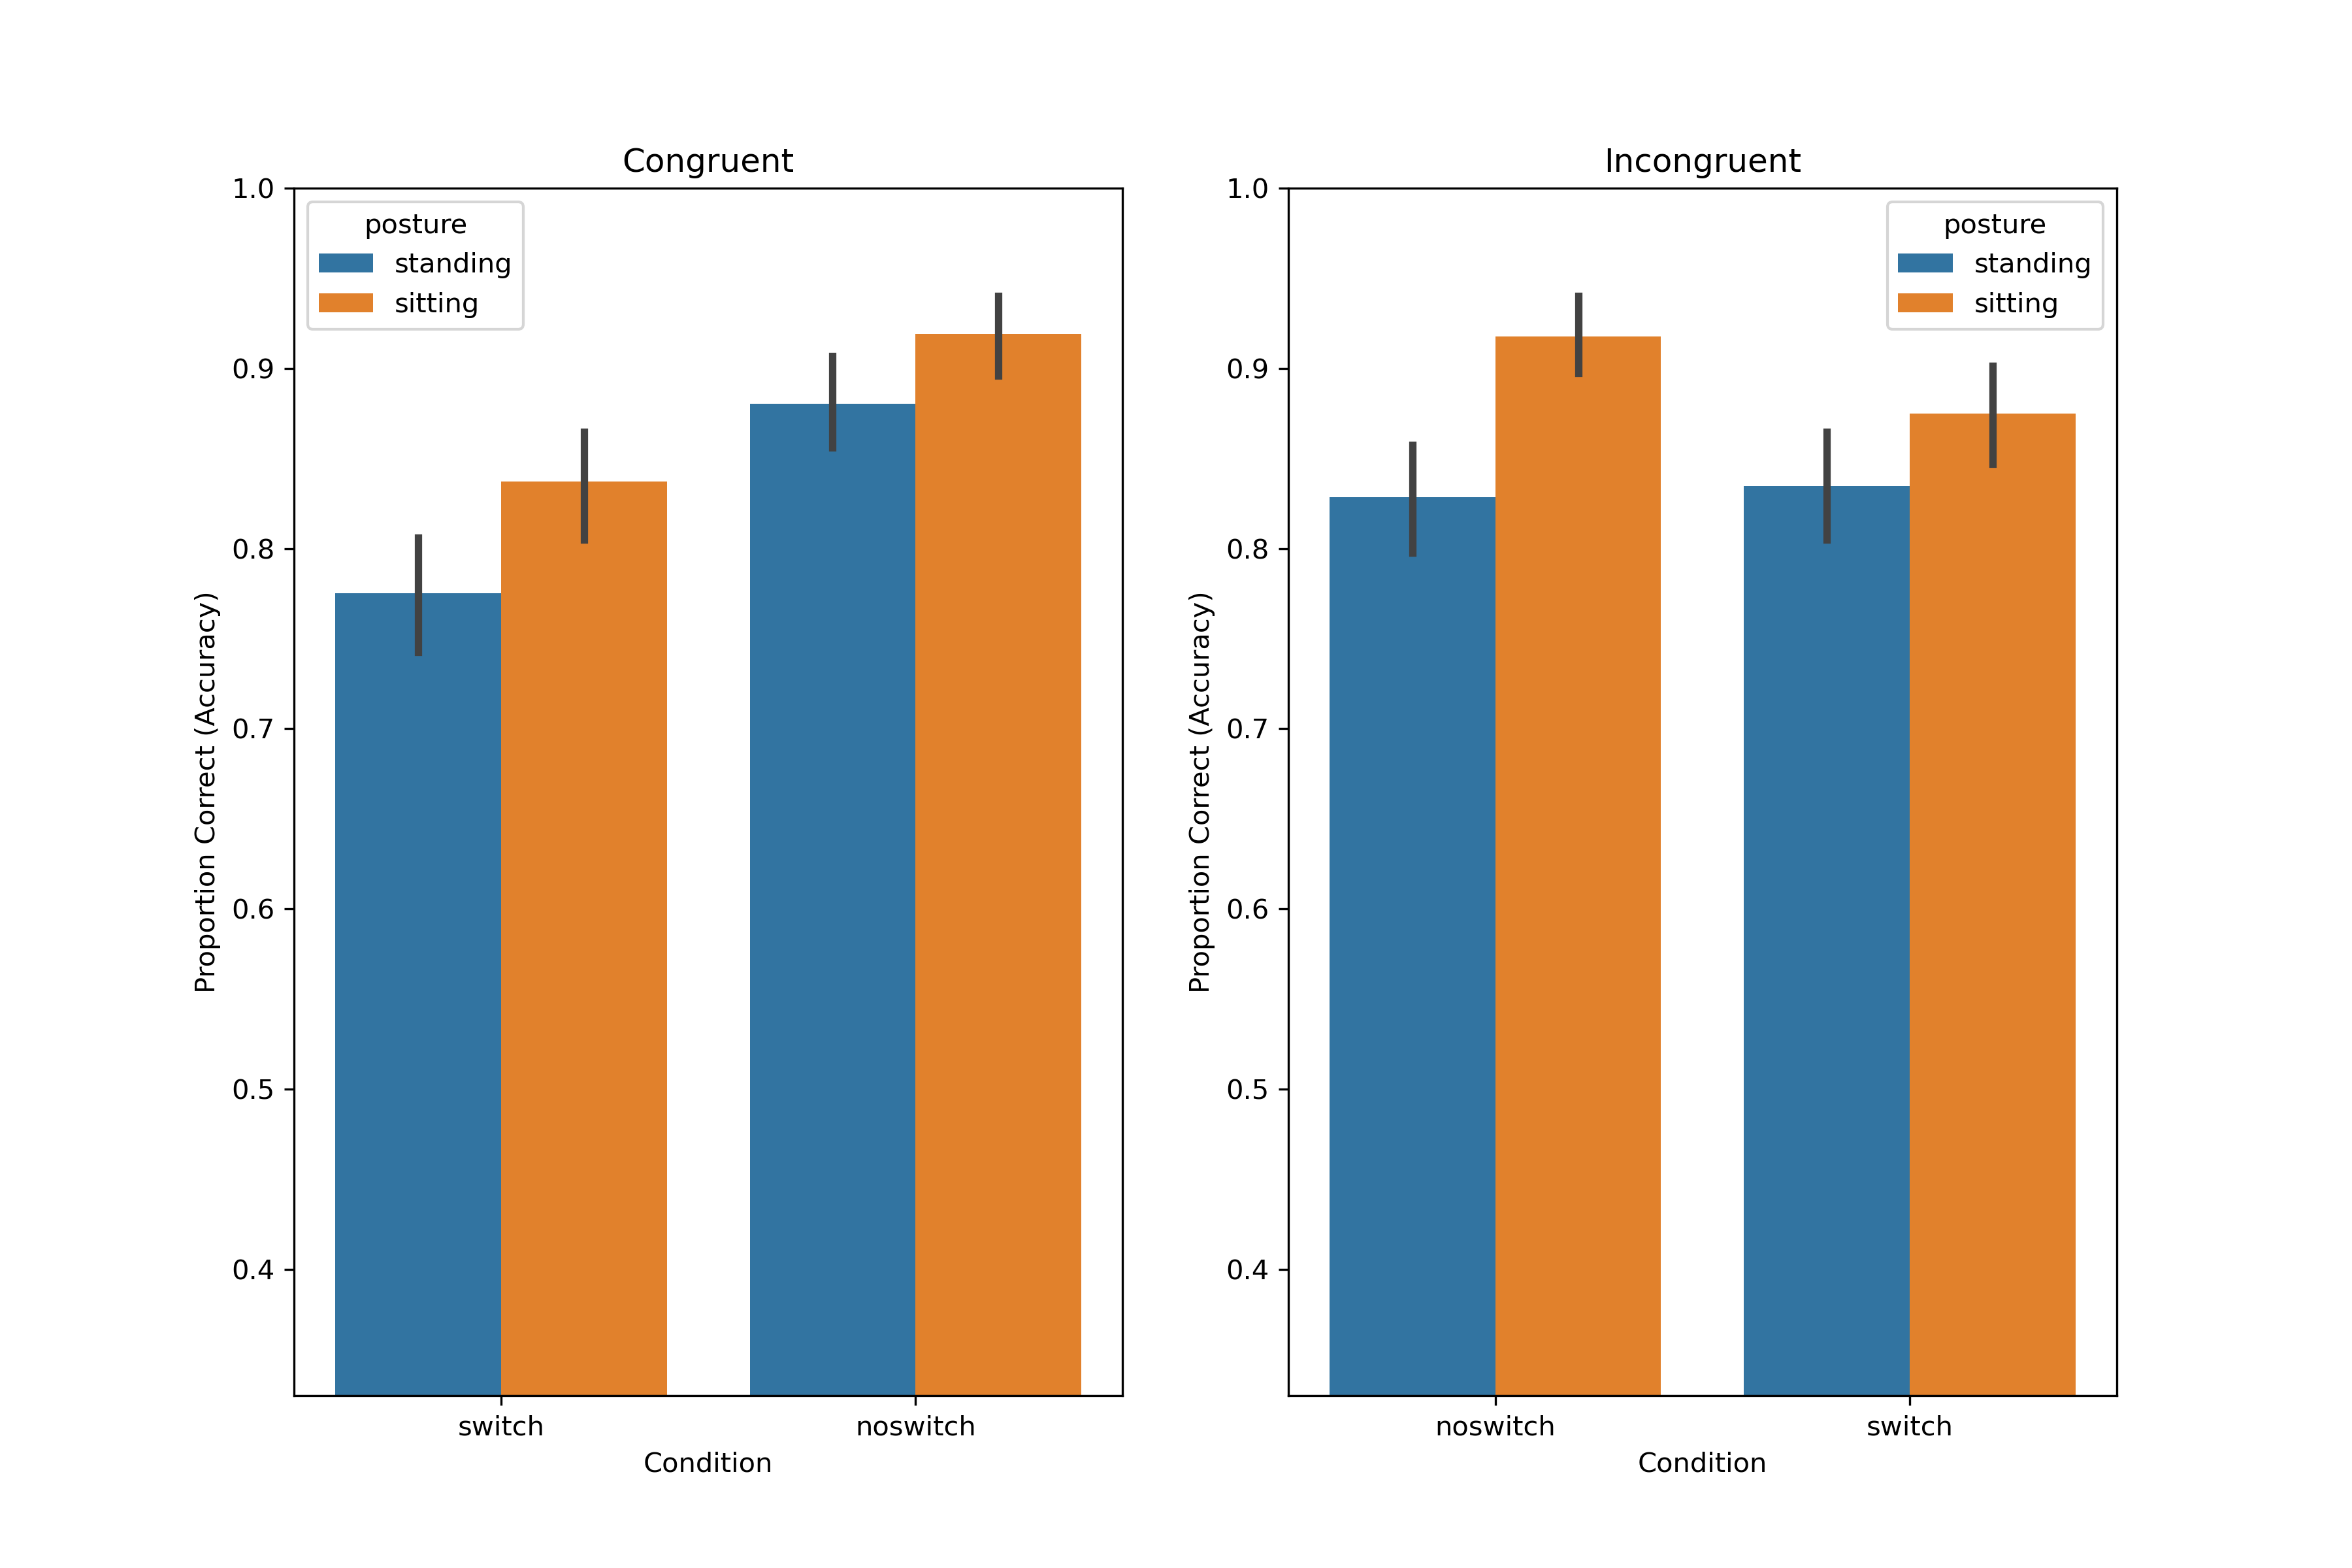 Congruent
1.0
0.9
0.8
0.7
0.6
0.5
0.4
Proportion Correct (Accuracy)
posture
standing
sitting
switch
noswitch
Condition
Incongruent
1.0
0.9
0.8
0.7
0.6
0.5
0.4
Proportion Correct (Accuracy)
posture
standing
sitting
noswitch
switch
Condition